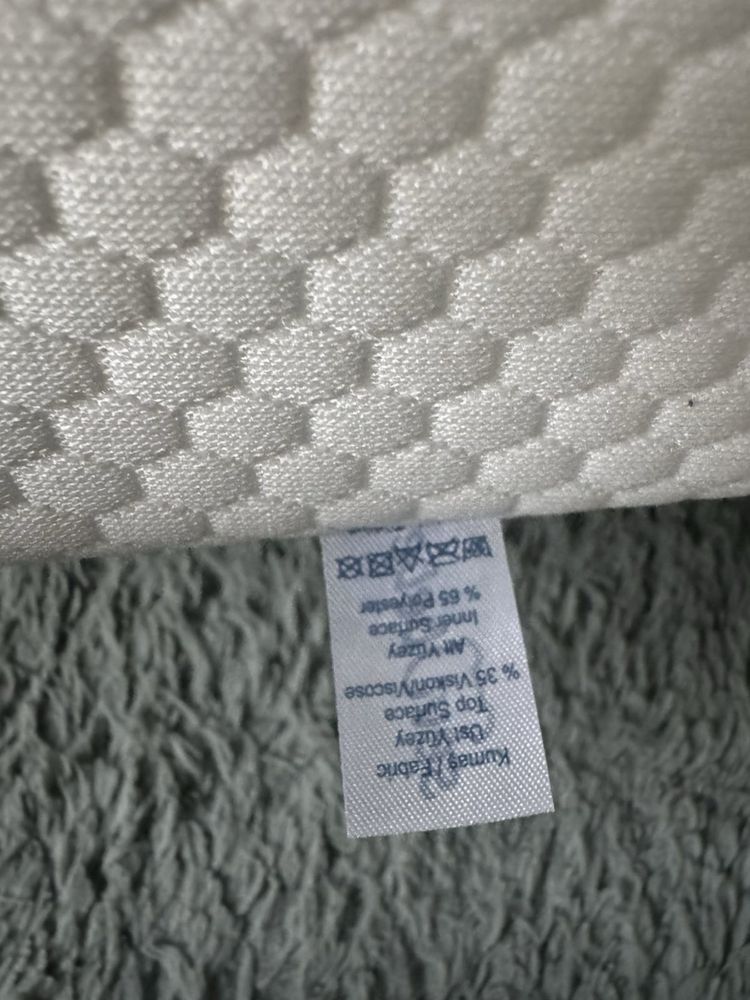 Kumaş / Fabric
Üst Yüzey
Top Surface
% 35 Viskon/Viscose
Alt Yüzey
Inner Surface
% 65 Polyester